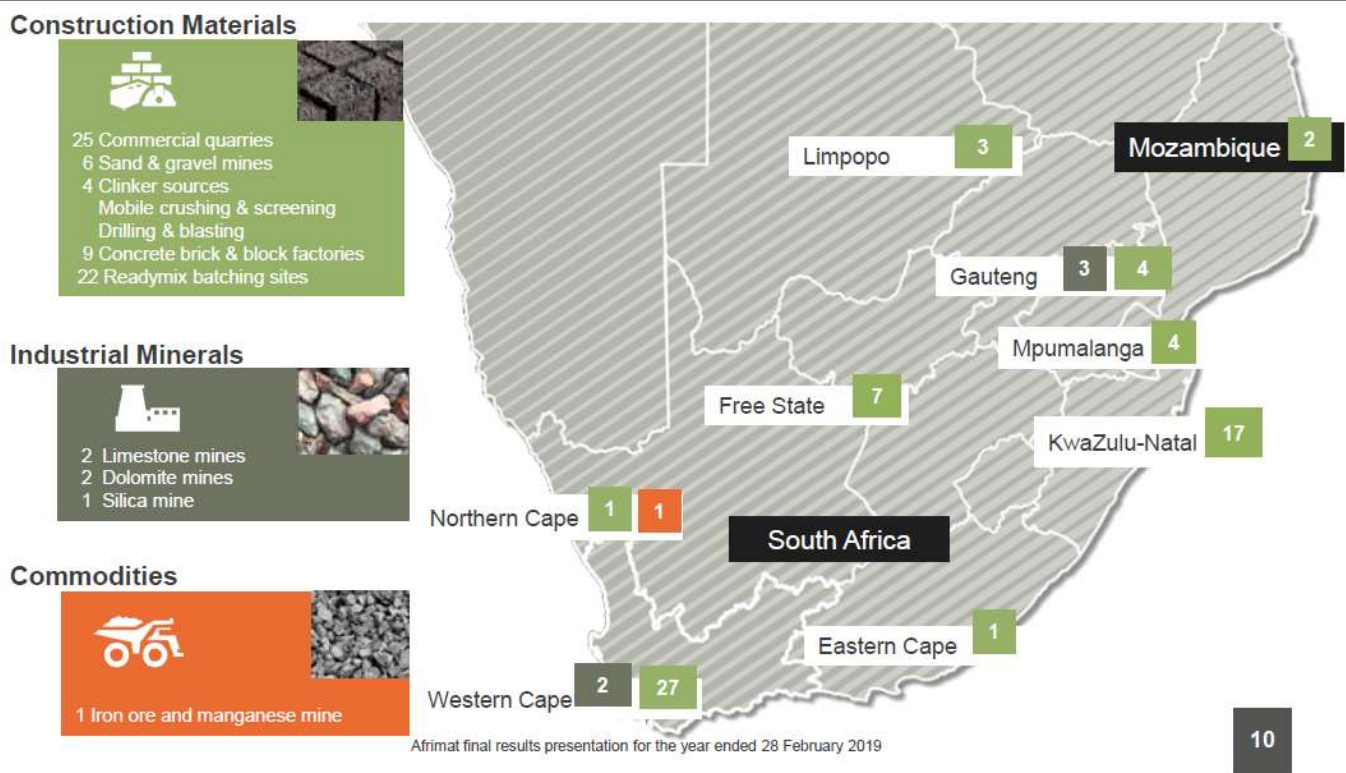 Construction Materials
25 Commercial quarries
6 Sand & gravel mines
4 Clinker sources
Mobile crushing & screening
Drilling & blasting
9 Concrete brick & block factories
22 Readymix batching sites
Industrial Minerals
2 Limestone mines
2 Dolomite mines
1 Silica mine
Commodities
1 Iron ore and manganese mine
Limpopo 3
Mozambique 2
Gauteng 3 4
Mpumalanga 4
Free State 7
KwaZulu-Natal 17
Northern Cape 1 1
South Africa
Eastern Cape 1
Western Cape 2 27
Afrimat final results presentation for the year ended 28 February 2019
10